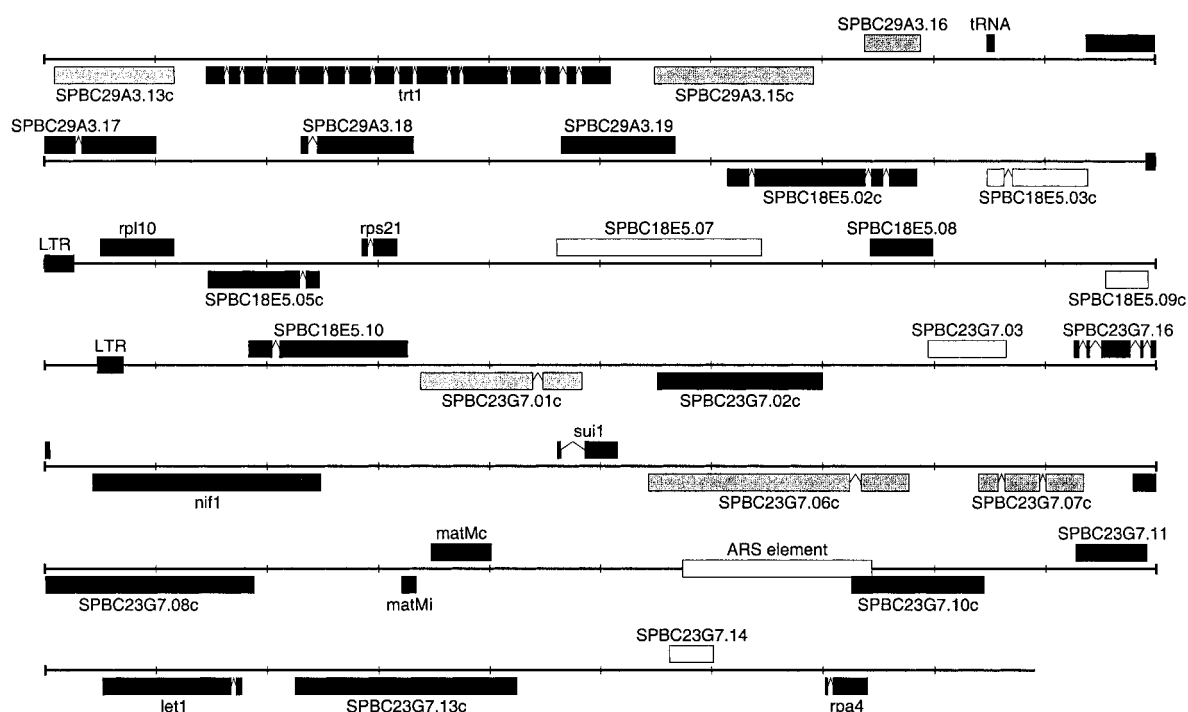 SPBC29A3.16
tRNA
SPBC29A3.13c
trt1
SPBC29A3.15c
SPBC29A3.17
SPBC29A3.18
SPBC29A3.19
SPBC18E5.02c
SPBC18E5.03c
LTR
rpl10
rps21
SPBC18E5.07
SPBC18E5.08
SPBC18E5.05c
SPBC18E5.09c
LTR
SPBC18E5.10
SPBC23G7.03
SPBC23G7.16
SPBC23G7.01c
SPBC23G7.02c
sui1
nif1
SPBC23G7.06c
SPBC23G7.07c
matMc
ARS element
SPBC23G7.11
SPBC23G7.08c
matMi
SPBC23G7.10c
SPBC23G7.14
let1
SPBC23G7.13c
rpa4